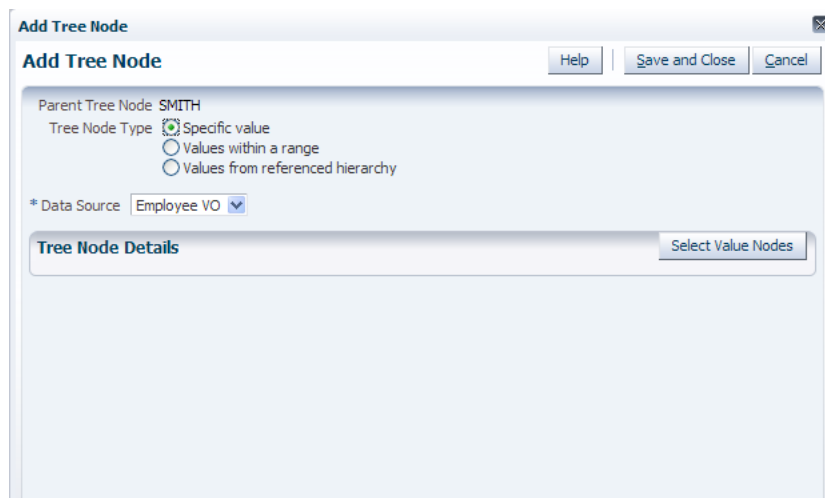 Add Tree Node
Add Tree Node Help Save and Close Cancel
Parent Tree Node SMITH
Tree Node Type Specific value
Values within a range
Values from referenced hierarchy
* Data Source Employee VO
Tree Node Details Select Value Nodes